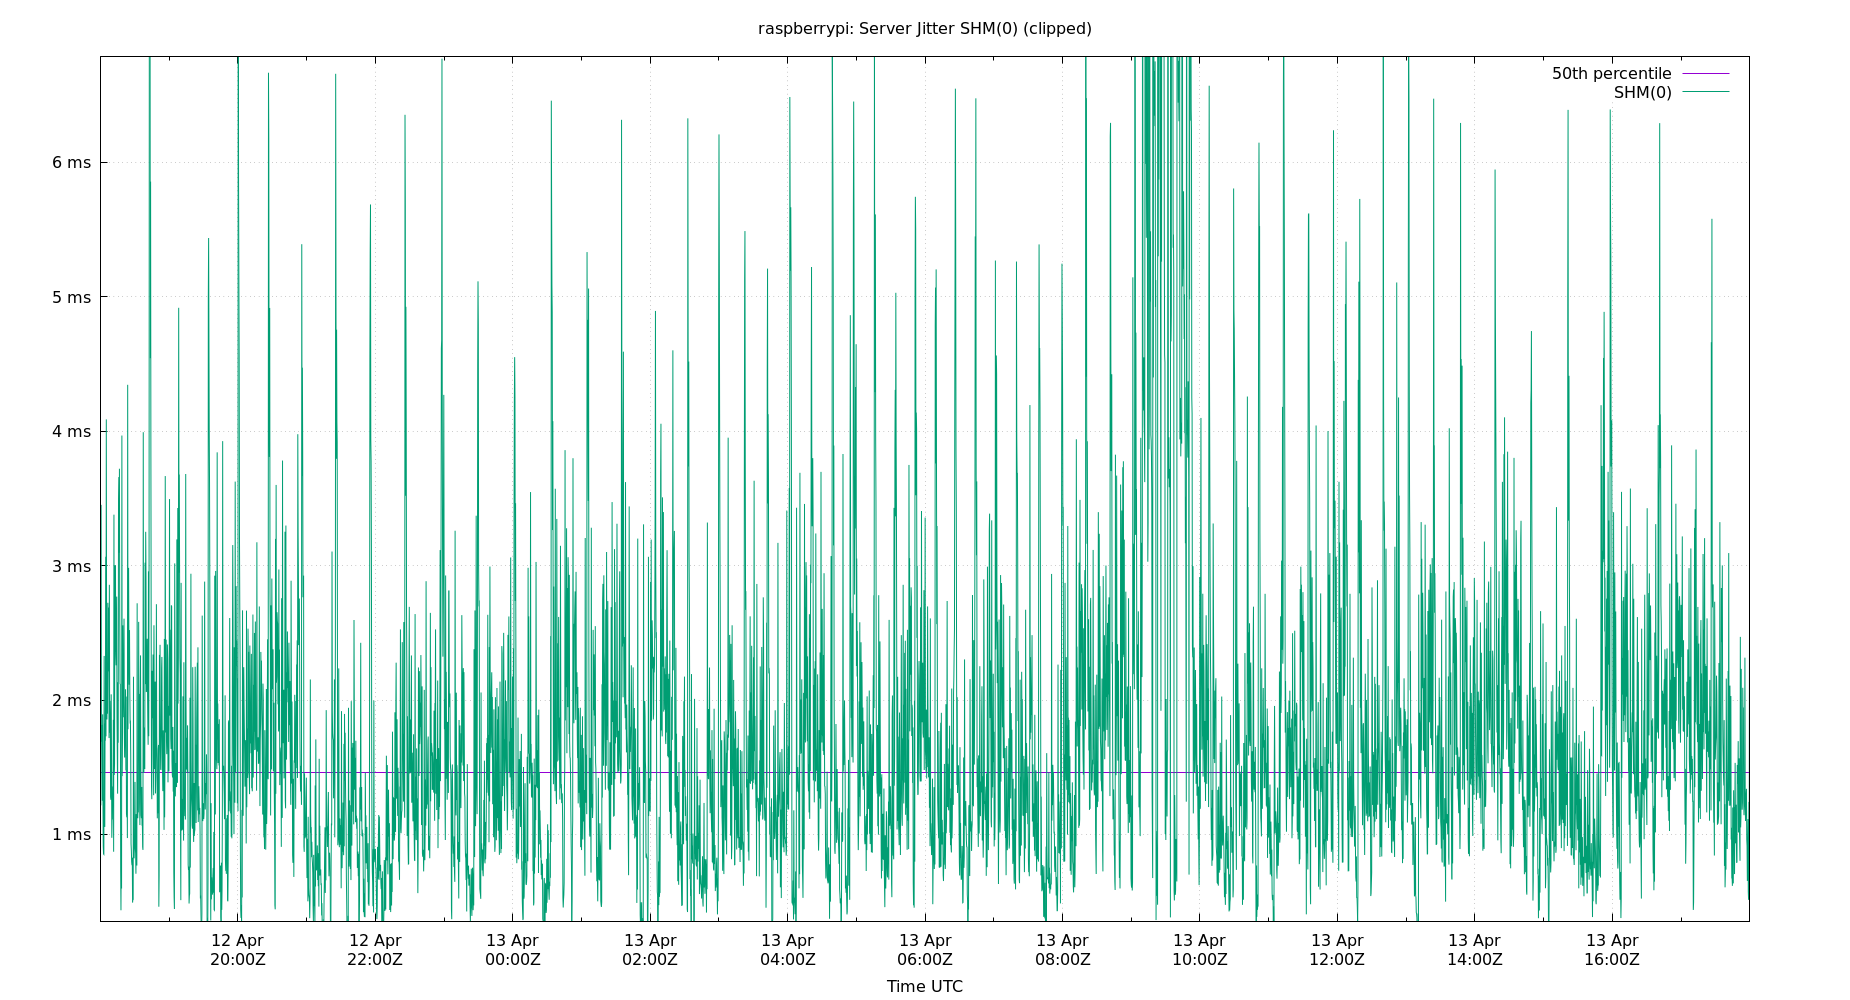 raspberrypi: Server Jitter SHM(0) (clipped)
50th percentile
SHM(0)
6 ms
5 ms
4 ms
3 ms
2 ms
1 ms
12 Apr 12 Apr 13 Apr 13 Apr 13 Apr 13 Apr 13 Apr 13 Apr 13 Apr 13 Apr 13 Apr
20:00Z 22:00Z 00:00Z 02:00Z 04:00Z 06:00Z 08:00Z 10:00Z 12:00Z 14:00Z 16:00Z
Time UTC